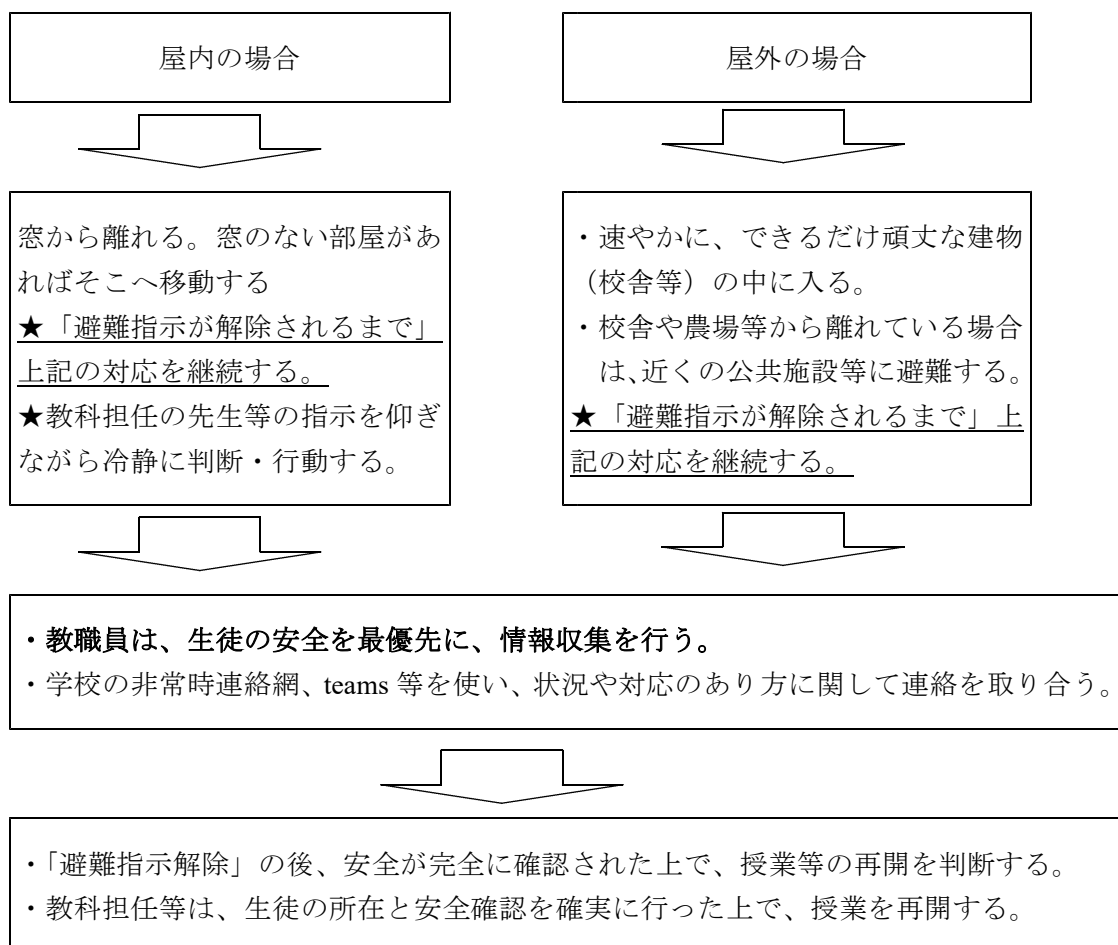 屋内の場合
屋外の場合
窓から離れる。窓のない部屋があ
ればそこへ移動する
★「避難指示が解除されるまで」
上記の対応を継続する。
★教科担任の先生等の指示を仰ぎ
ながら冷静に判断・行動する。
・速やかに、できるだけ頑丈な建物
（校舎等）の中に入る。
・校舎や農場等から離れている場合
は、近くの公共施設等に避難する。
★「避難指示が解除されるまで」上
記の対応を継続する。
・教職員は、生徒の安全を最優先に、情報収集を行う。
・学校の非常時連絡網、teams 等を使い、状況や対応のあり方に関して連絡を取り合う。
・「避難指示解除」の後、安全が完全に確認された上で、授業等の再開を判断する。
・教科担任等は、生徒の所在と安全確認を確実に行った上で、授業を再開する。